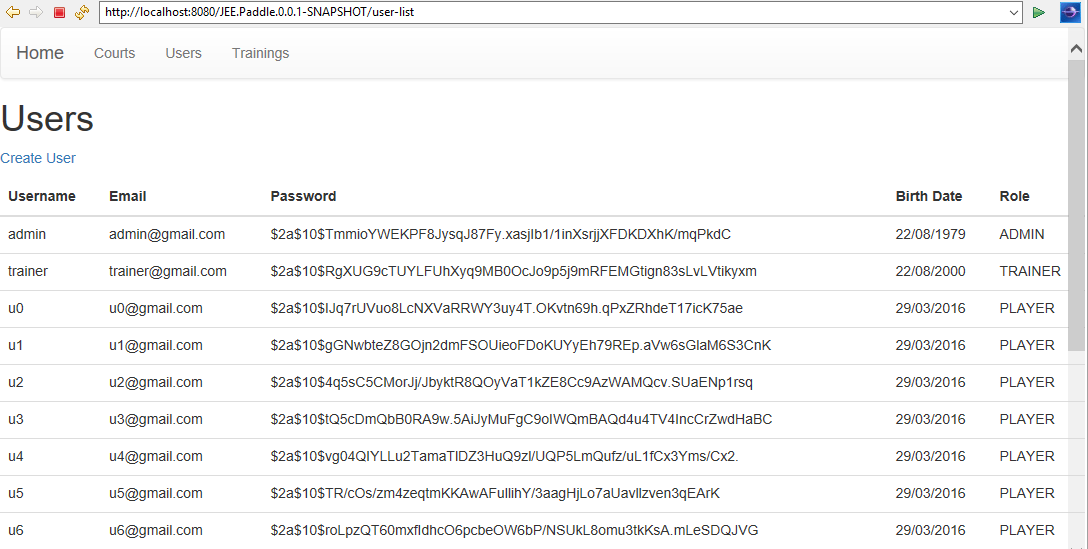 http://localhost:8080/JEE.Paddle.0.0.1-SNAPSHOT/user-list
Home Courts Users Trainings
Users
Create User
Username Email Password Birth Date Role
admin admin@gmail.com $2a$10$TmmioYWEKPF8JysqJ87Fy.xasjIb1/1inXsrjjXFDKDXhK/mqPkdC 22/08/1979 ADMIN
trainer trainer@gmail.com $2a$10$RgXUG9cTUYLFUhXyq9MB0OcJo9p5j9mRFEMGtign83sLvLVtikyxm 22/08/2000 TRAINER
u0 u0@gmail.com $2a$10$IJq7rUVuo8LcNXVaRRWY3uy4T.OKvtn69h.qPxZRhdeT17icK75ae 29/03/2016 PLAYER
u1 u1@gmail.com $2a$10$gGNwbteZ8GOjn2dmFSOUieoFDoKUYyEh79REp.aVw6sGlaM6S3CnK 29/03/2016 PLAYER
u2 u2@gmail.com $2a$10$4q5sC5CMorJj/JbyktR8QOyVaT1kZE8Cc9AzWAMQcv.SUaENp1rsq 29/03/2016 PLAYER
u3 u3@gmail.com $2a$10$tQ5cDmQbB0RA9w.5AiJyMuFgC9oIWQmBAQd4u4TV4IncCrZwdHaBC 29/03/2016 PLAYER
u4 u4@gmail.com $2a$10$vg04QIYLLu2TamaTIDZ3HuQ9zI/UQP5LmQufz/uL1fCx3Yms/Cx2. 29/03/2016 PLAYER
u5 u5@gmail.com $2a$10$TR/cOs/zm4zeqtmKKAwAFuIlihY/3aagHjLo7aUavIlzven3qEArK 29/03/2016 PLAYER
u6 u6@gmail.com $2a$10$roLpzQT60mxfIdhcO6pcbeOW6bP/NSUkL8omu3tkKsA.mLeSDQJVG 29/03/2016 PLAYER